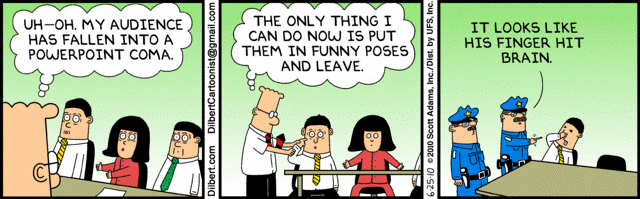 UH-OH. MY AUDIENCE
HAS FALLEN INTO A
POWERPOINT COMA.
Dilbert.com DilbertCartoonist@gmail.com
THE ONLY THING I
CAN DO NOW IS PUT
THEM IN FUNNY POSES
AND LEAVE.
6-25-10 © 2010 Scott Adams, Inc./Dist. by UFS, Inc.
IT LOOKS LIKE
HIS FINGER HIT
BRAIN.